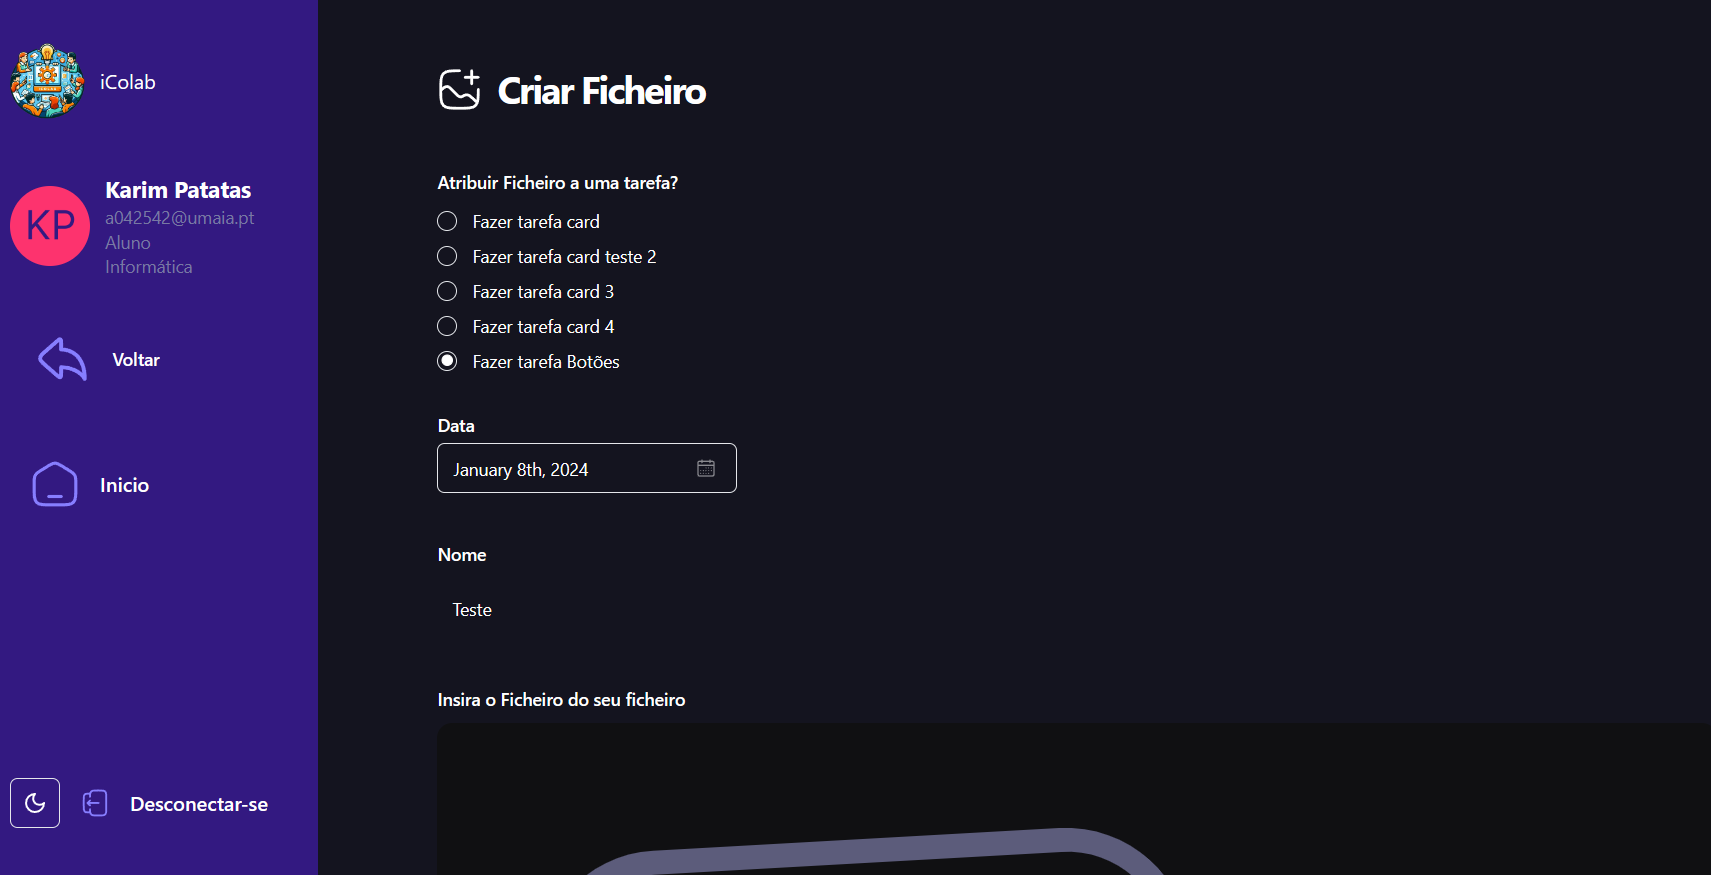 iColab
KP
Karim Patatas
a042542@umaia.pt
Aluno
Informática
Voltar
Inicio
Desconectar-se
Criar Ficheiro
Atribuir Ficheiro a uma tarefa?
Fazer tarefa card
Fazer tarefa card teste 2
Fazer tarefa card 3
Fazer tarefa card 4
Fazer tarefa Botões
Data
January 8th, 2024
Nome
Teste
Insira o Ficheiro do seu ficheiro